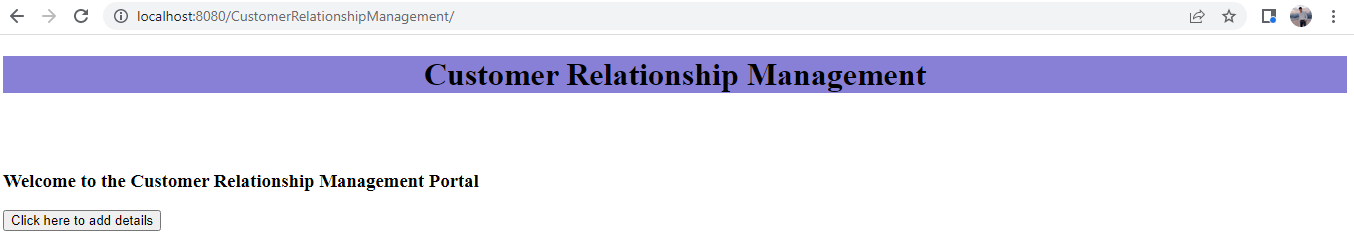 localhost:8080/CustomerRelationshipManagement/
Customer Relationship Management
Welcome to the Customer Relationship Management Portal
Click here to add details